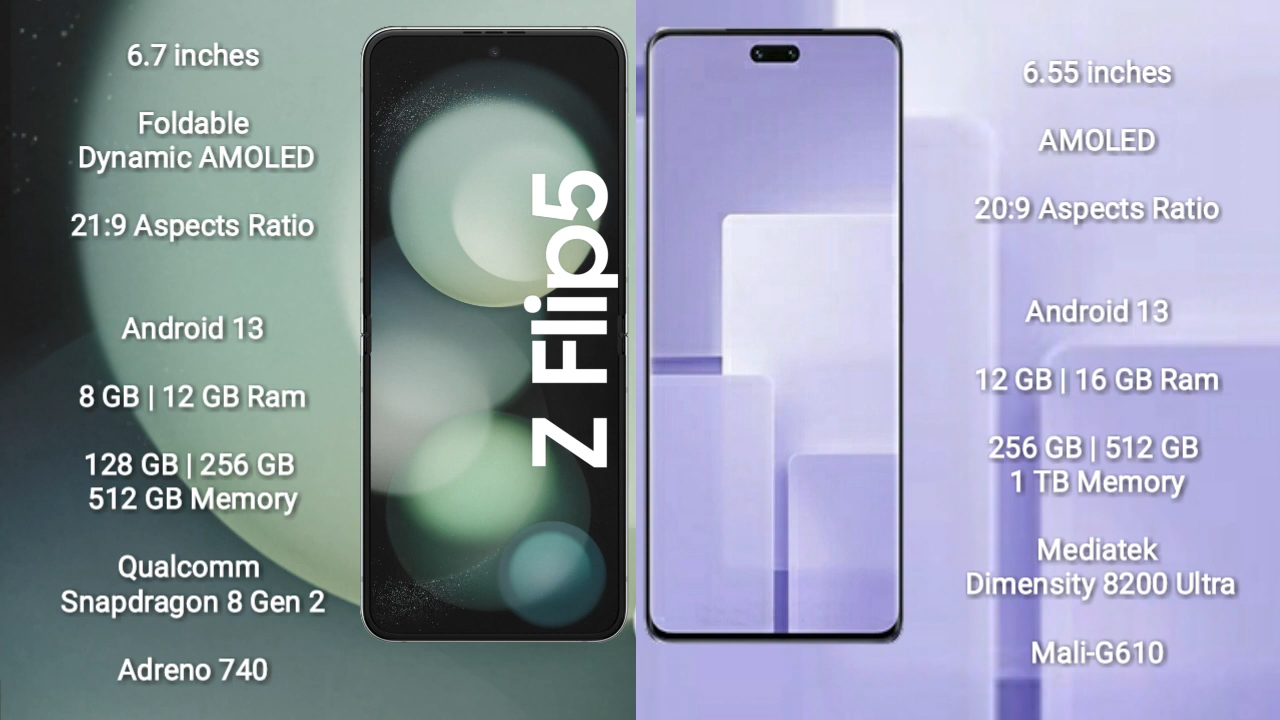 6.7 inches
Foldable
Dynamic AMOLED
21:9 Aspects Ratio
Android 13
8 GB | 12 GB Ram
128 GB | 256 GB
512 GB Memory
Qualcomm
Snapdragon 8 Gen 2
Adreno 740
Z Flip5
6.55 inches
AMOLED
20:9 Aspects Ratio
Android 13
12 GB | 16 GB Ram
256 GB | 512 GB
1 TB Memory
Mediatek
Dimensity 8200 Ultra
Mali-G610